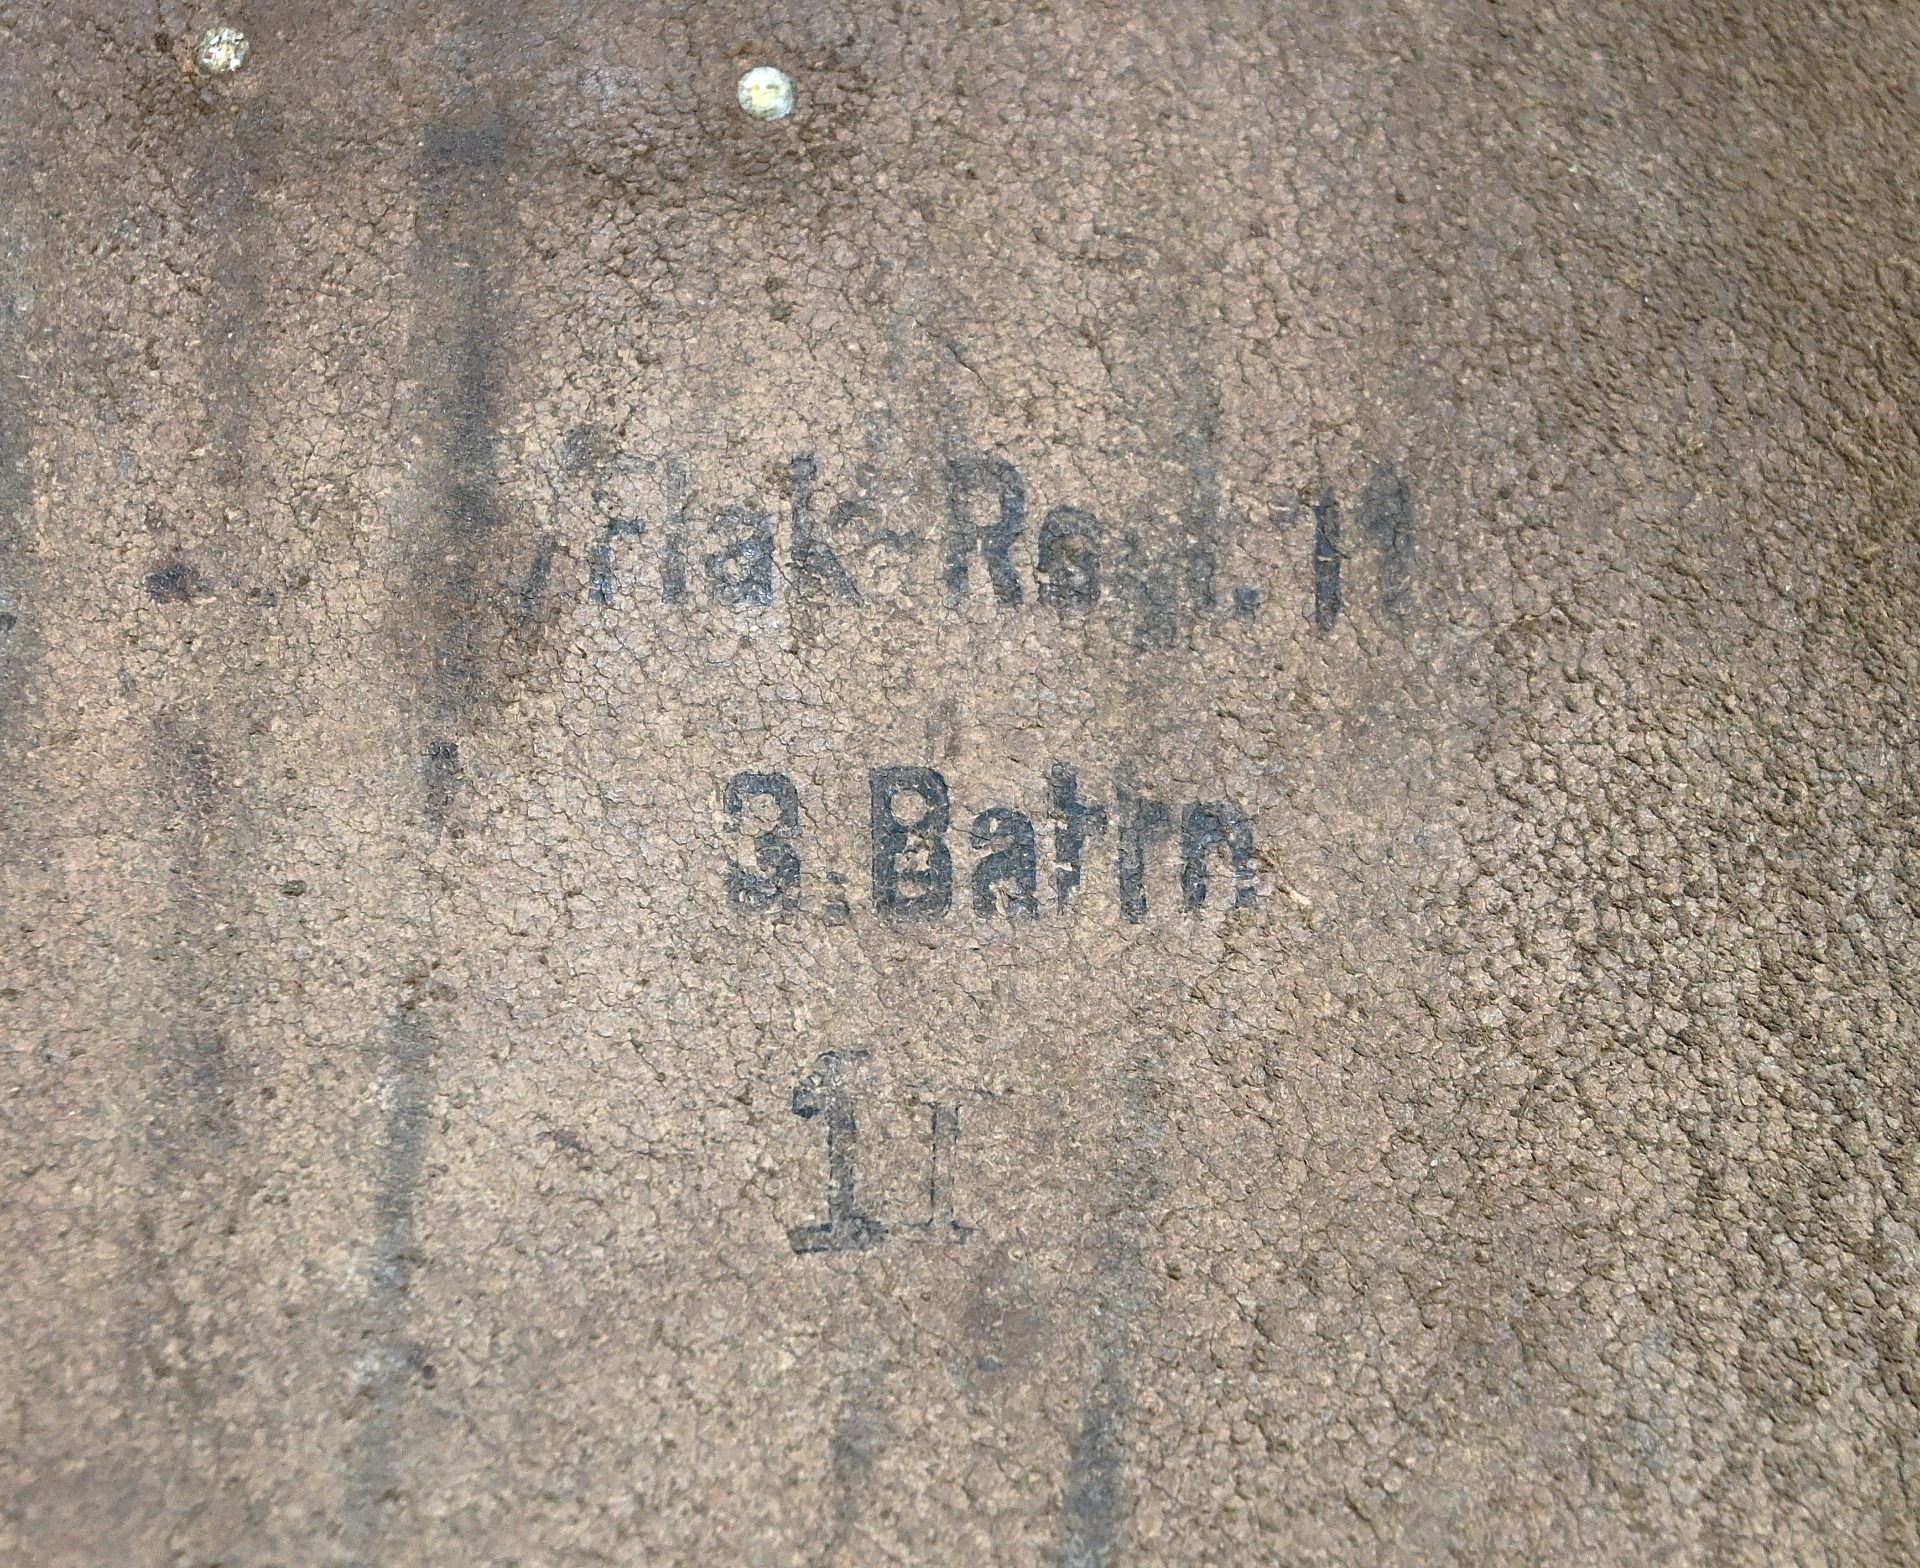 Flak-Regt. 11
3. Battr.
11